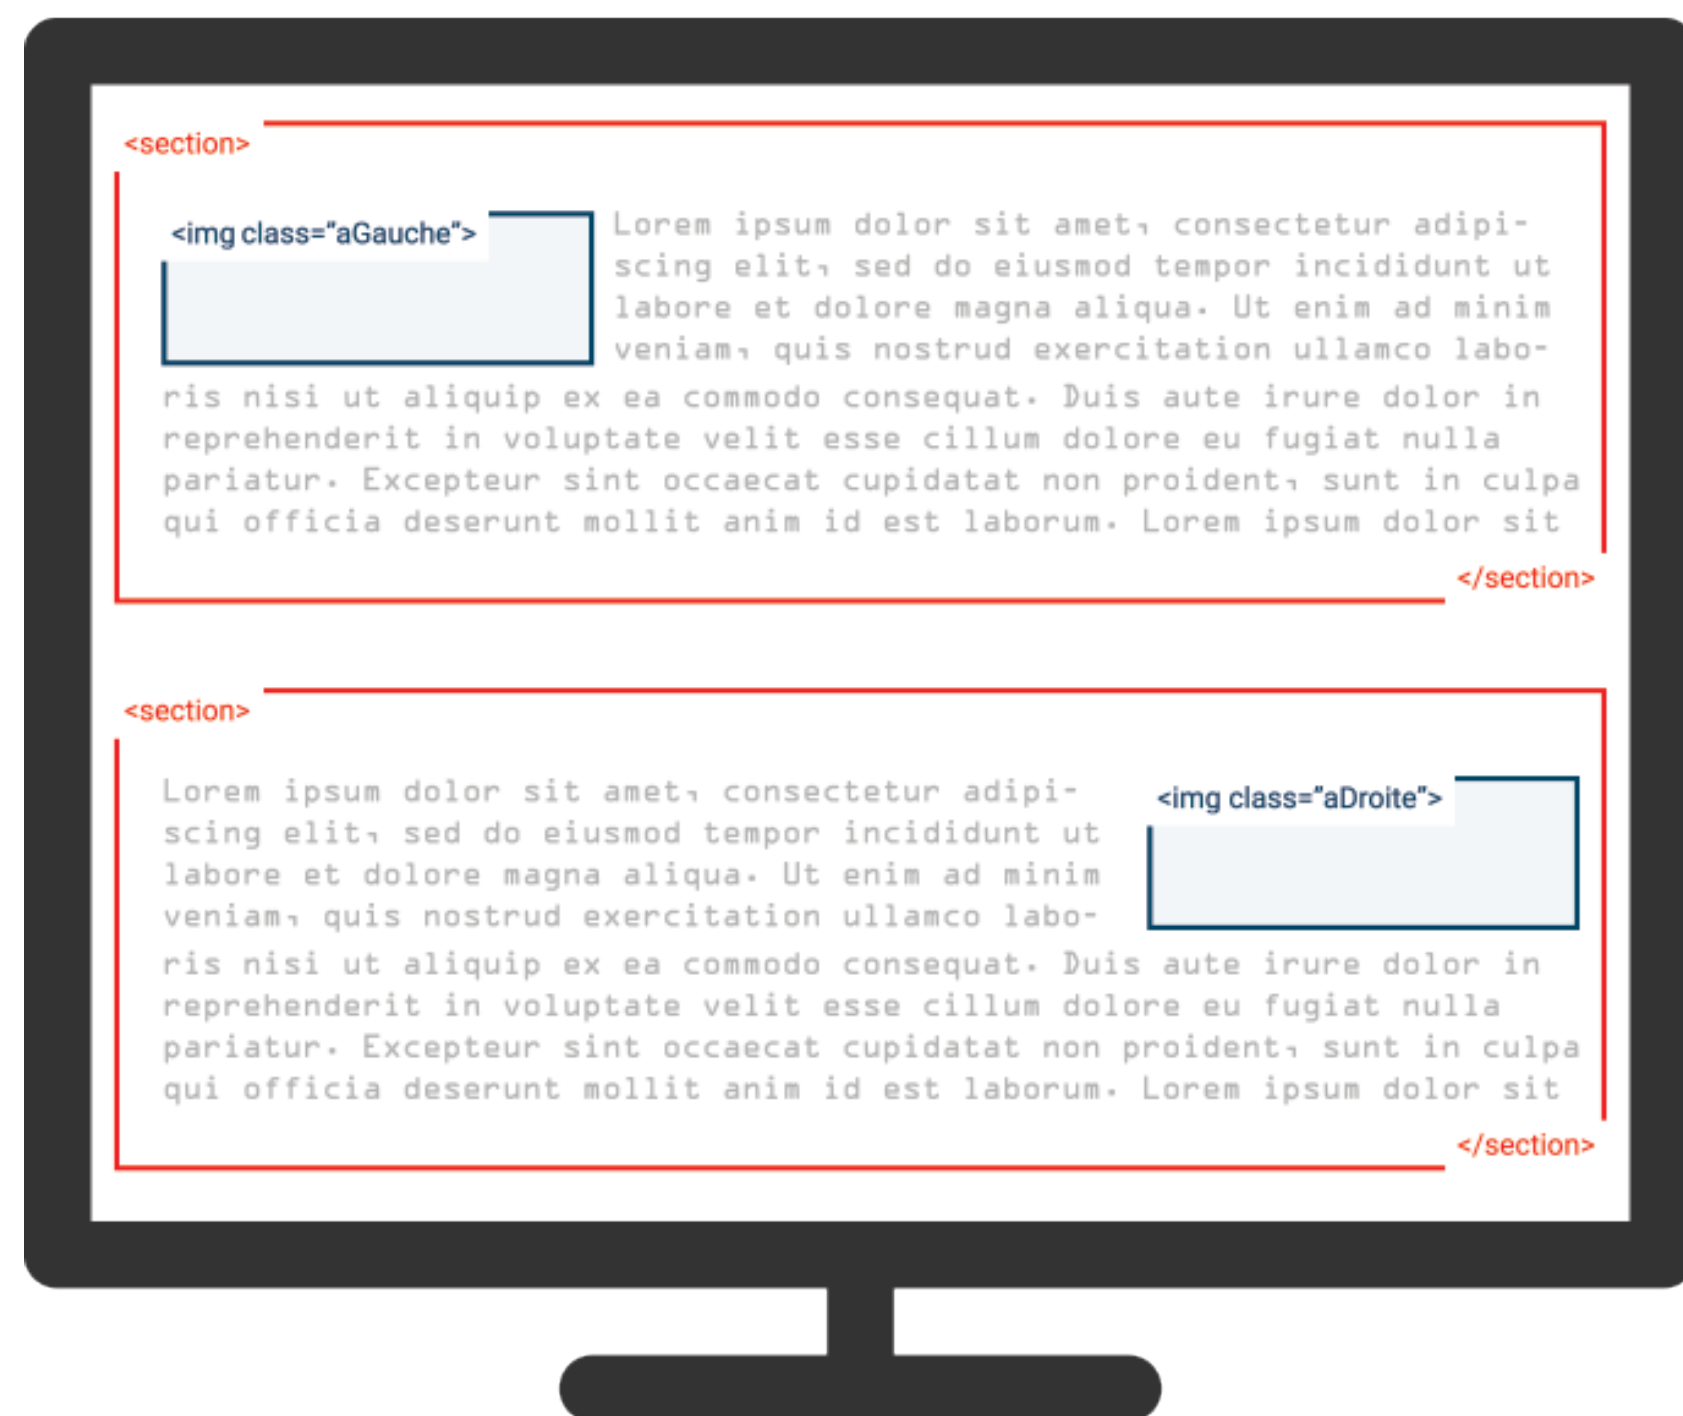 <section>
<img class="aGauche">
Lorem ipsum dolor sit amet, consectetur adipi-
scing elit, sed do eiusmod tempor incididunt ut
labore et dolore magna aliqua. Ut enim ad minim
veniam, quis nostrud exercitation ullamco labo-
ris nisi ut aliquip ex ea commodo consequat. Duis aute irure dolor in
reprehenderit in voluptate velit esse cillum dolore eu fugiat nulla
pariatur. Excepteur sint occaecat cupidatat non proident, sunt in culpa
qui officia deserunt mollit anim id est laborum. Lorem ipsum dolor sit
</section>
<section>
Lorem ipsum dolor sit amet, consectetur adipi-
scing elit, sed do eiusmod tempor incididunt ut
labore et dolore magna aliqua. Ut enim ad minim
veniam, quis nostrud exercitation ullamco labo-
<img class="aDroite">
ris nisi ut aliquip ex ea commodo consequat. Duis aute irure dolor in
reprehenderit in voluptate velit esse cillum dolore eu fugiat nulla
pariatur. Excepteur sint occaecat cupidatat non proident, sunt in culpa
qui officia deserunt mollit anim id est laborum. Lorem ipsum dolor sit
</section>